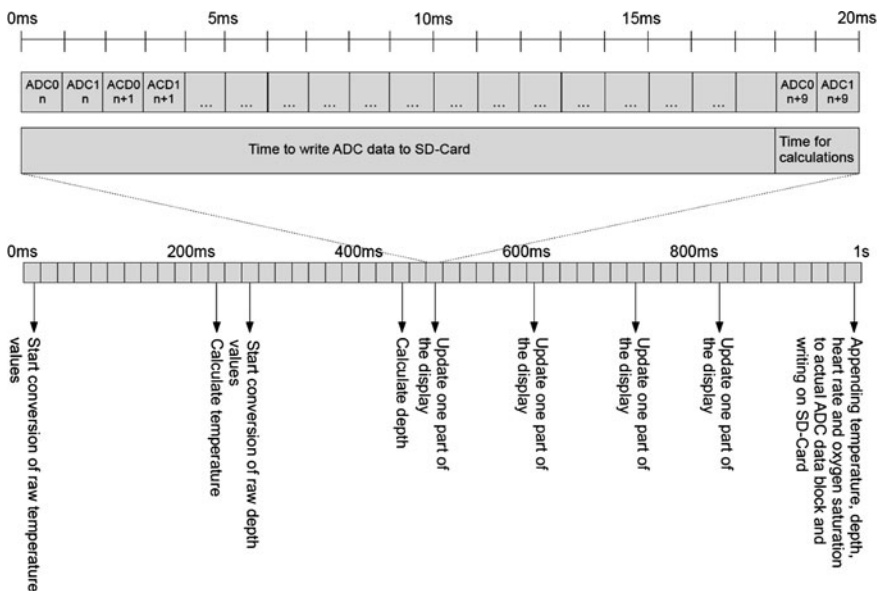 0ms 5ms 10ms 15ms 20ms
ADC0 ADC1 ACD0 ACD1 ADC0 ADC1
n n n+1 n+1 ... ... ... ... ... ... ... ... ... ... ... ... ... n+9 n+9
Time to write ADC data to SD-Card
Time for
calculations
0ms 200ms 400ms 600ms 800ms 1s
Start conversion of raw temperature
values
Calculate temperature
Start conversion of raw depth
values
Calculate depth
Update one part of
the display
Update one part of
the display
Update one part of
the display
Update one part of
the display
Appending temperature, depth,
heart rate and oxygen saturation
to actual ADC data block and
writing on SD-Card